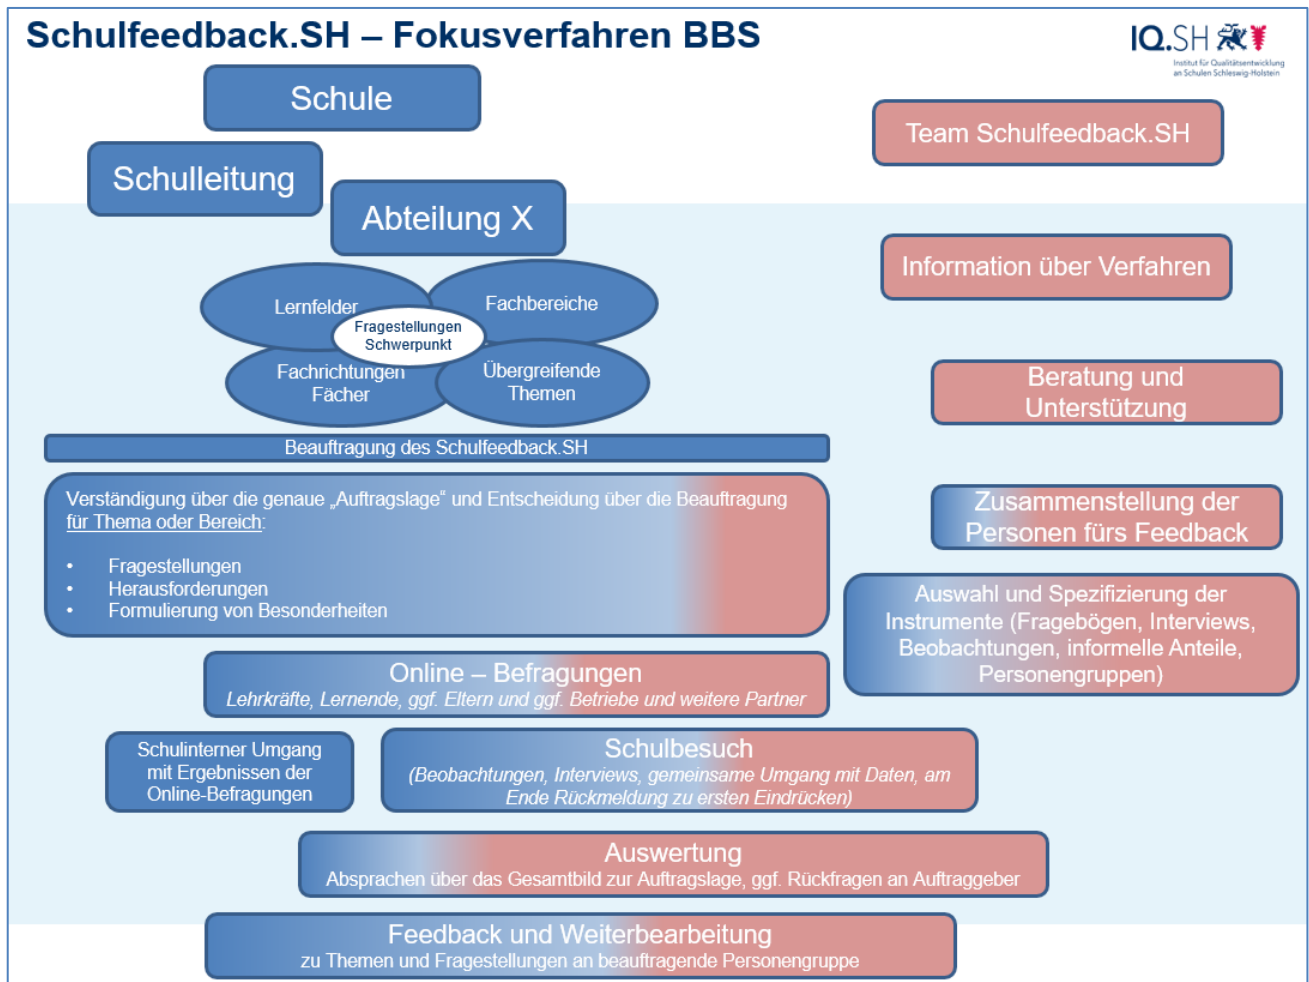 Schulfeedback.SH – Fokusverfahren BBS
IQ.SH
Institut für Qualitätsentwicklung
an Schulen Schleswig-Holstein
Schule
Team Schulfeedback.SH
Schulleitung
Abteilung X
Information über Verfahren
Lernfelder
Fachbereiche
Fragestellungen
Schwerpunkt
Fachrichtungen
Fächer
Übergreifende
Themen
Beratung und
Unterstützung
Beauftragung des Schulfeedback.SH
Verständigung über die genaue „Auftragslage“ und Entscheidung über die Beauftragung
für Thema oder Bereich:
• Fragestellungen
• Herausforderungen
• Formulierung von Besonderheiten
Zusammenstellung der
Personen fürs Feedback
Auswahl und Spezifizierung der
Instrumente (Fragebögen, Interviews,
Beobachtungen, informelle Anteile,
Personengruppen)
Online – Befragungen
Lehrkräfte, Lernende, ggf. Eltern und ggf. Betriebe und weitere Partner
Schulinterner Umgang
mit Ergebnissen der
Online-Befragungen
Schulbesuch
(Beobachtungen, Interviews, gemeinsame Umgang mit Daten, am
Ende Rückmeldung zu ersten Eindrücken)
Auswertung
Absprachen über das Gesamtbild zur Auftragslage, ggf. Rückfragen an Auftraggeber
Feedback und Weiterbearbeitung
zu Themen und Fragestellungen an beauftragende Personengruppe